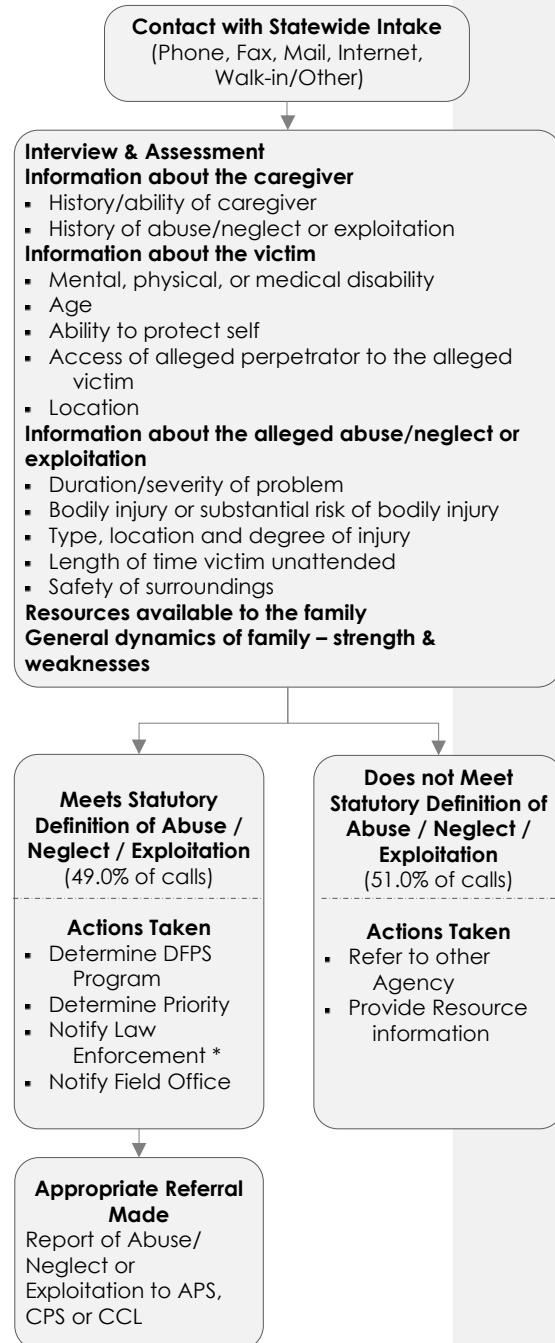 Contact with Statewide Intake
(Phone, Fax, Mail, Internet,
Walk-in/Other)
Interview & Assessment
Information about the caregiver
▪ History/ability of caregiver
▪ History of abuse/neglect or exploitation
Information about the victim
▪ Mental, physical, or medical disability
▪ Age
▪ Ability to protect self
▪ Access of alleged perpetrator to the alleged
victim
▪ Location
Information about the alleged abuse/neglect or
exploitation
▪ Duration/severity of problem
▪ Bodily injury or substantial risk of bodily injury
▪ Type, location and degree of injury
▪ Length of time victim unattended
▪ Safety of surroundings
Resources available to the family
General dynamics of family – strength &
weaknesses
Meets Statutory
Definition of Abuse /
Neglect / Exploitation
(49.0% of calls)
Actions Taken
▪ Determine DFPS
Program
▪ Determine Priority
▪ Notify Law
Enforcement *
▪ Notify Field Office
Does not Meet
Statutory Definition of
Abuse / Neglect /
Exploitation
(51.0% of calls)
Actions Taken
▪ Refer to other
Agency
▪ Provide Resource
information
Appropriate Referral
Made
Report of Abuse/
Neglect or
Exploitation to APS,
CPS or CCL